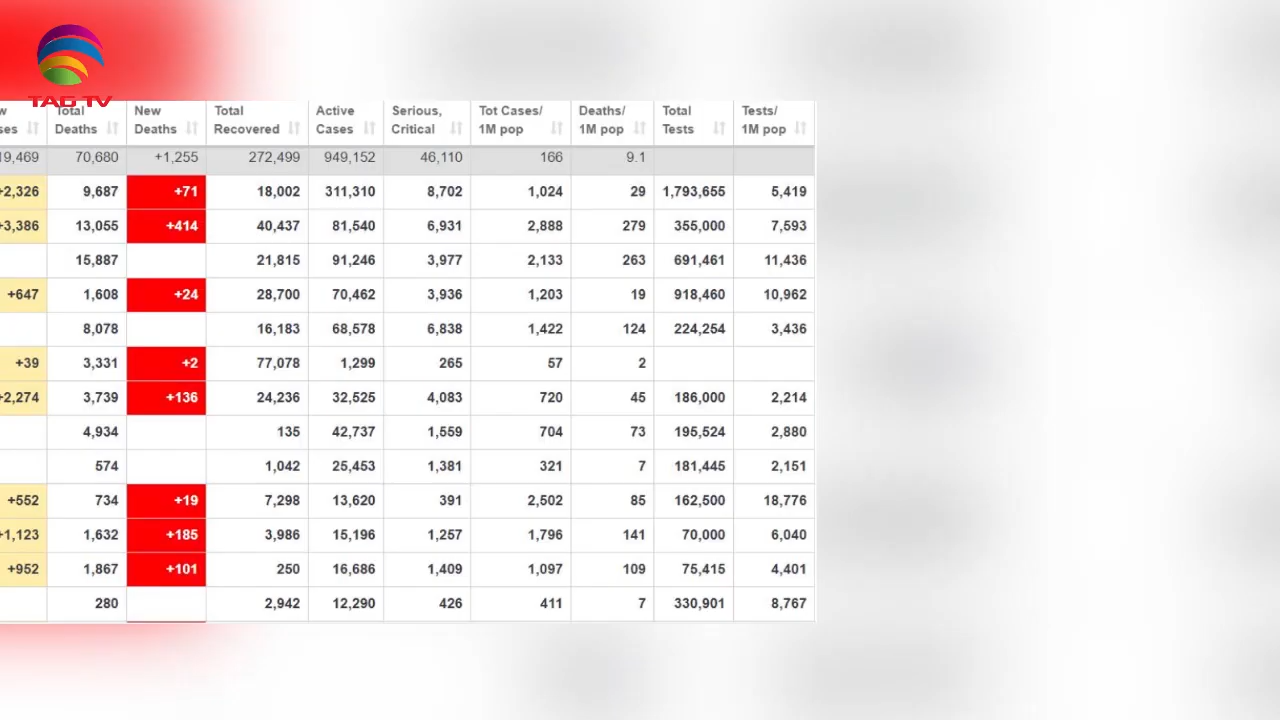 TAG TV
Total New Total Active Serious, Tot Cases/ Deaths/ Total Tests/
Deaths Deaths Recovered Cases Critical 1M pop 1M pop Tests 1M pop
19,469 70,680 +1,255 272,499 949,152 46,110 166 9.1
+2,326 9,687 +71 18,002 311,310 8,702 1,024 29 1,793,655 5,419
+3,386 13,055 +414 40,437 81,540 6,931 2,888 279 355,000 7,593
15,887 21,815 91,246 3,977 2,133 263 691,461 11,436
+647 1,608 +24 28,700 70,462 3,936 1,203 19 918,460 10,962
8,078 16,183 68,578 6,838 1,422 124 224,254 3,436
+39 3,331 +2 77,078 1,299 265 57 2
+2,274 3,739 +136 24,236 32,525 4,083 720 45 186,000 2,214
4,934 135 42,737 1,559 704 73 195,524 2,880
574 1,042 25,453 1,381 321 7 181,445 2,151
+552 734 +19 7,298 13,620 391 2,502 85 162,500 18,776
+1,123 1,632 +185 3,986 15,196 1,257 1,796 141 70,000 6,040
+952 1,867 +101 250 16,686 1,409 1,097 109 75,415 4,401
280 2,942 12,290 426 411 7 330,901 8,767